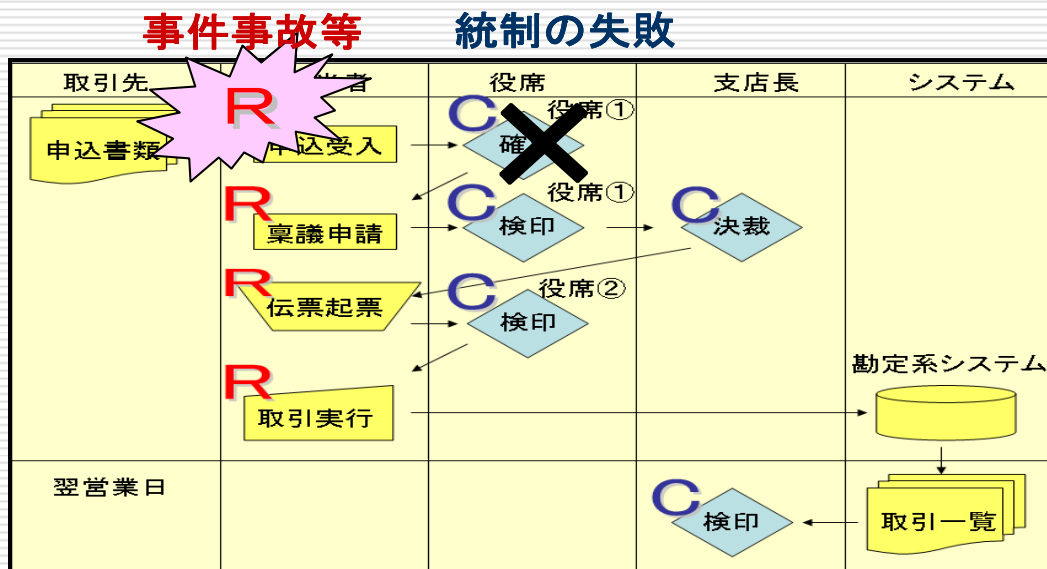 事件事故等 統制の失敗
取引先 者 役席 支店長 システム
R
C 役席①
申込書類 申込受入 確
R C 役席① C
稟議申請 検印 決裁
R C 役席②
伝票起票 検印
勘定系システム
R
取引実行
翌営業日
C
検印 取引一覧